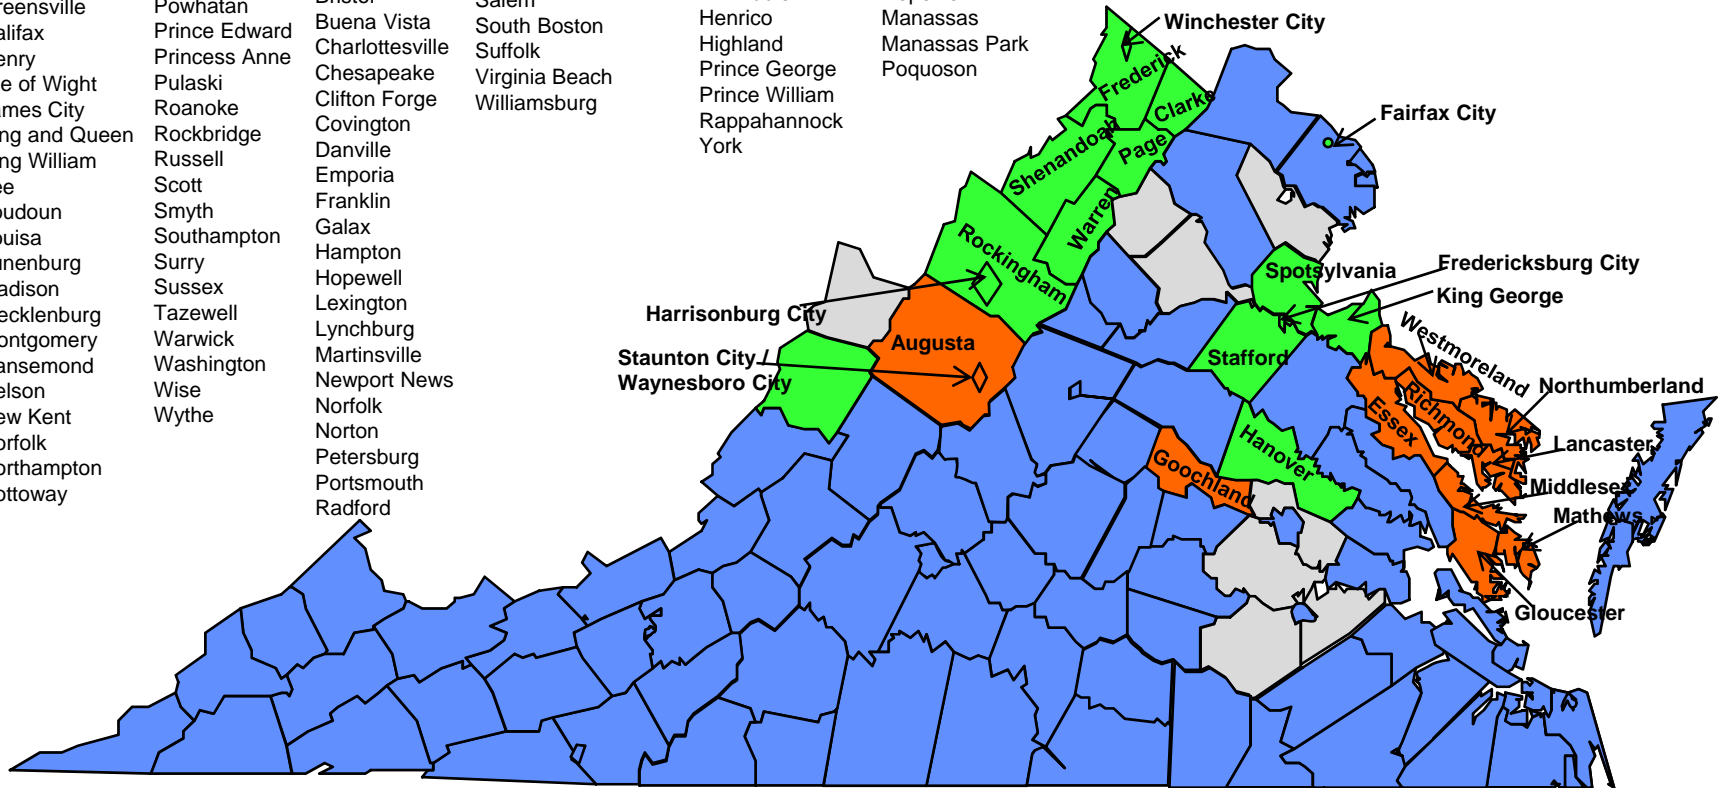 reensville
alifax
enry
e of Wight
ames City
ng and Queen
ng William
ee
oudoun
ouisa
unenburg
adison
ecklenburg
ontgomery
ansemond
elson
ew Kent
orfolk
orthampton
ottoway
Powhatan
Prince Edward
Princess Anne
Pulaski
Roanoke
Rockbridge
Russell
Scott
Smyth
Southampton
Surry
Sussex
Tazewell
Warwick
Washington
Wise
Wythe
Bristol
Buena Vista
Charlottesville
Chesapeake
Clifton Forge
Covington
Danville
Emporia
Franklin
Galax
Hampton
Hopewell
Lexington
Lynchburg
Martinsville
Newport News
Norfolk
Norton
Petersburg
Portsmouth
Radford
Salem
South Boston
Suffolk
Virginia Beach
Williamsburg
Henrico
Highland
Prince George
Prince William
Rappahannock
York
Manassas
Manassas Park
Poquoson
Winchester City
Frederick
Clarke
Fairfax City
Shenandoah
Page
Warren
Rockingham
Spotsylvania
Fredericksburg City
King George
Harrisonburg City
Augusta
Staunton City /
Waynesboro City
Stafford
Westmoreland
Northumberland
Richmond
Essex
Hanover
Goochland
Lancaster
Middlesex
Mathews
Gloucester